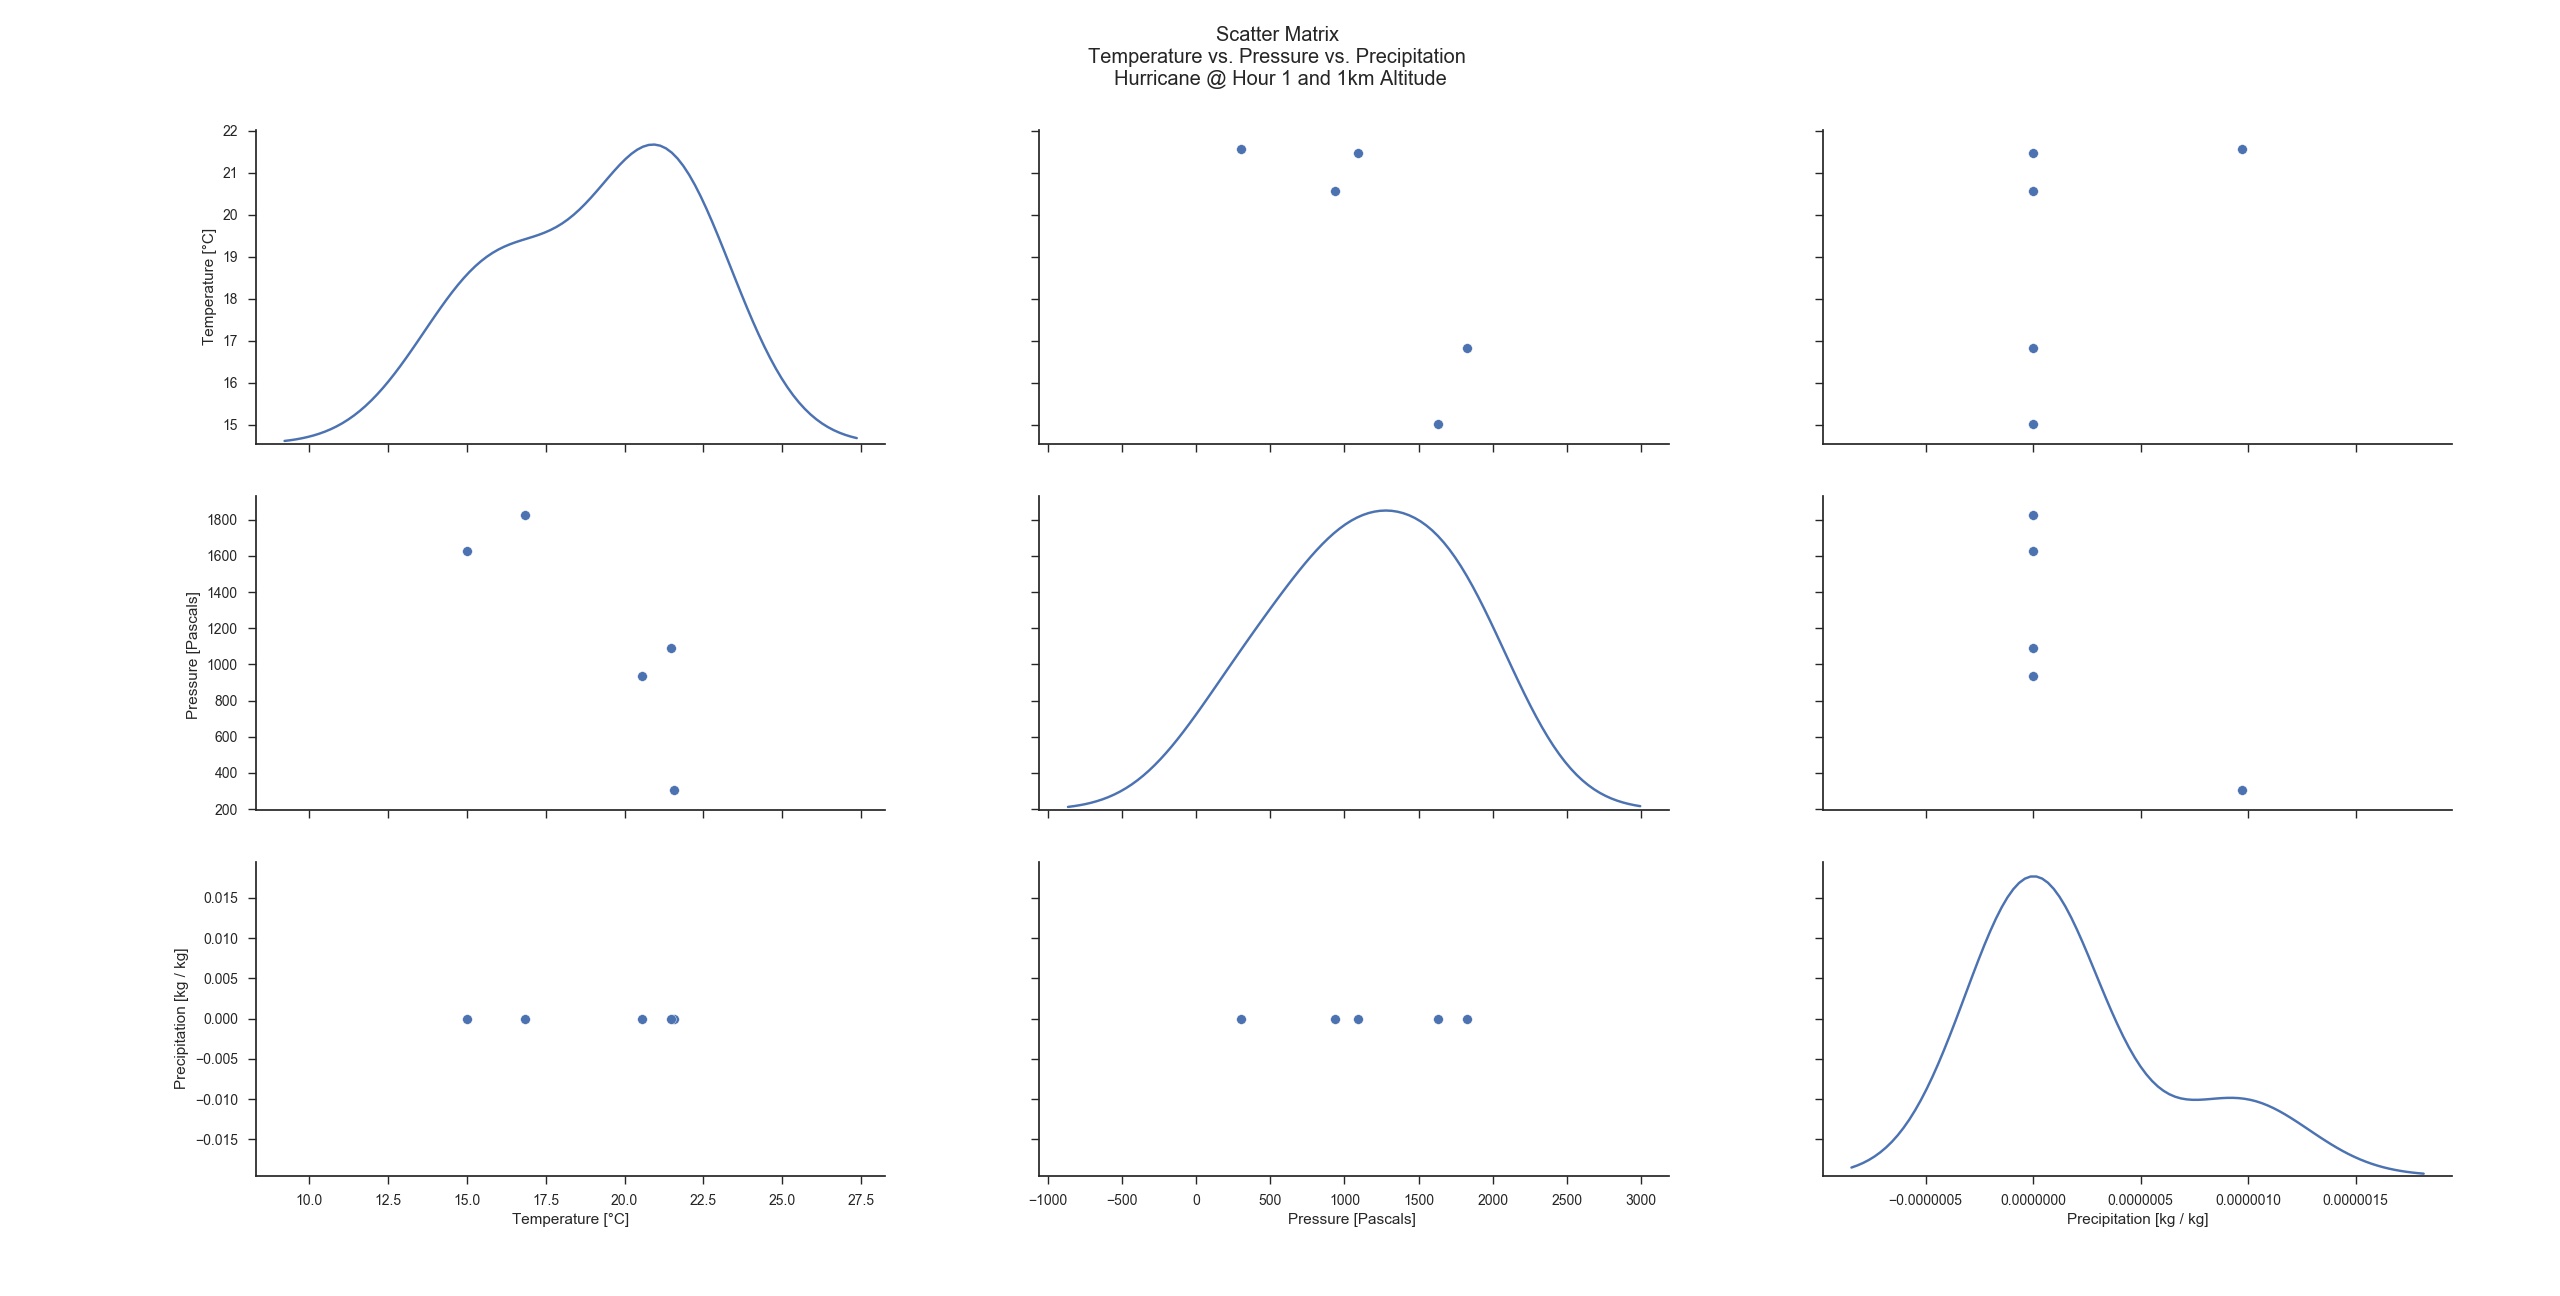 Scatter Matrix
Temperature vs. Pressure vs. Precipitation
Hurricane @ Hour 1 and 1km Altitude
22
21
20
19
18
17
16
15
Temperature [°C]
1800
1600
1400
1200
1000
800
600
400
200
Pressure [Pascals]
0.015
0.010
0.005
0.000
−0.005
−0.010
−0.015
Precipitation [kg / kg]
10.0 12.5 15.0 17.5 20.0 22.5 25.0 27.5
Temperature [°C]
−1000 −500 0 500 1000 1500 2000 2500 3000
Pressure [Pascals]
−0.0000005 0.0000000 0.0000005 0.0000010 0.0000015
Precipitation [kg / kg]